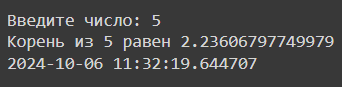 Введите число: 5
Корень из 5 равен 2.23606797749979
2024-10-06 11:32:19.644707